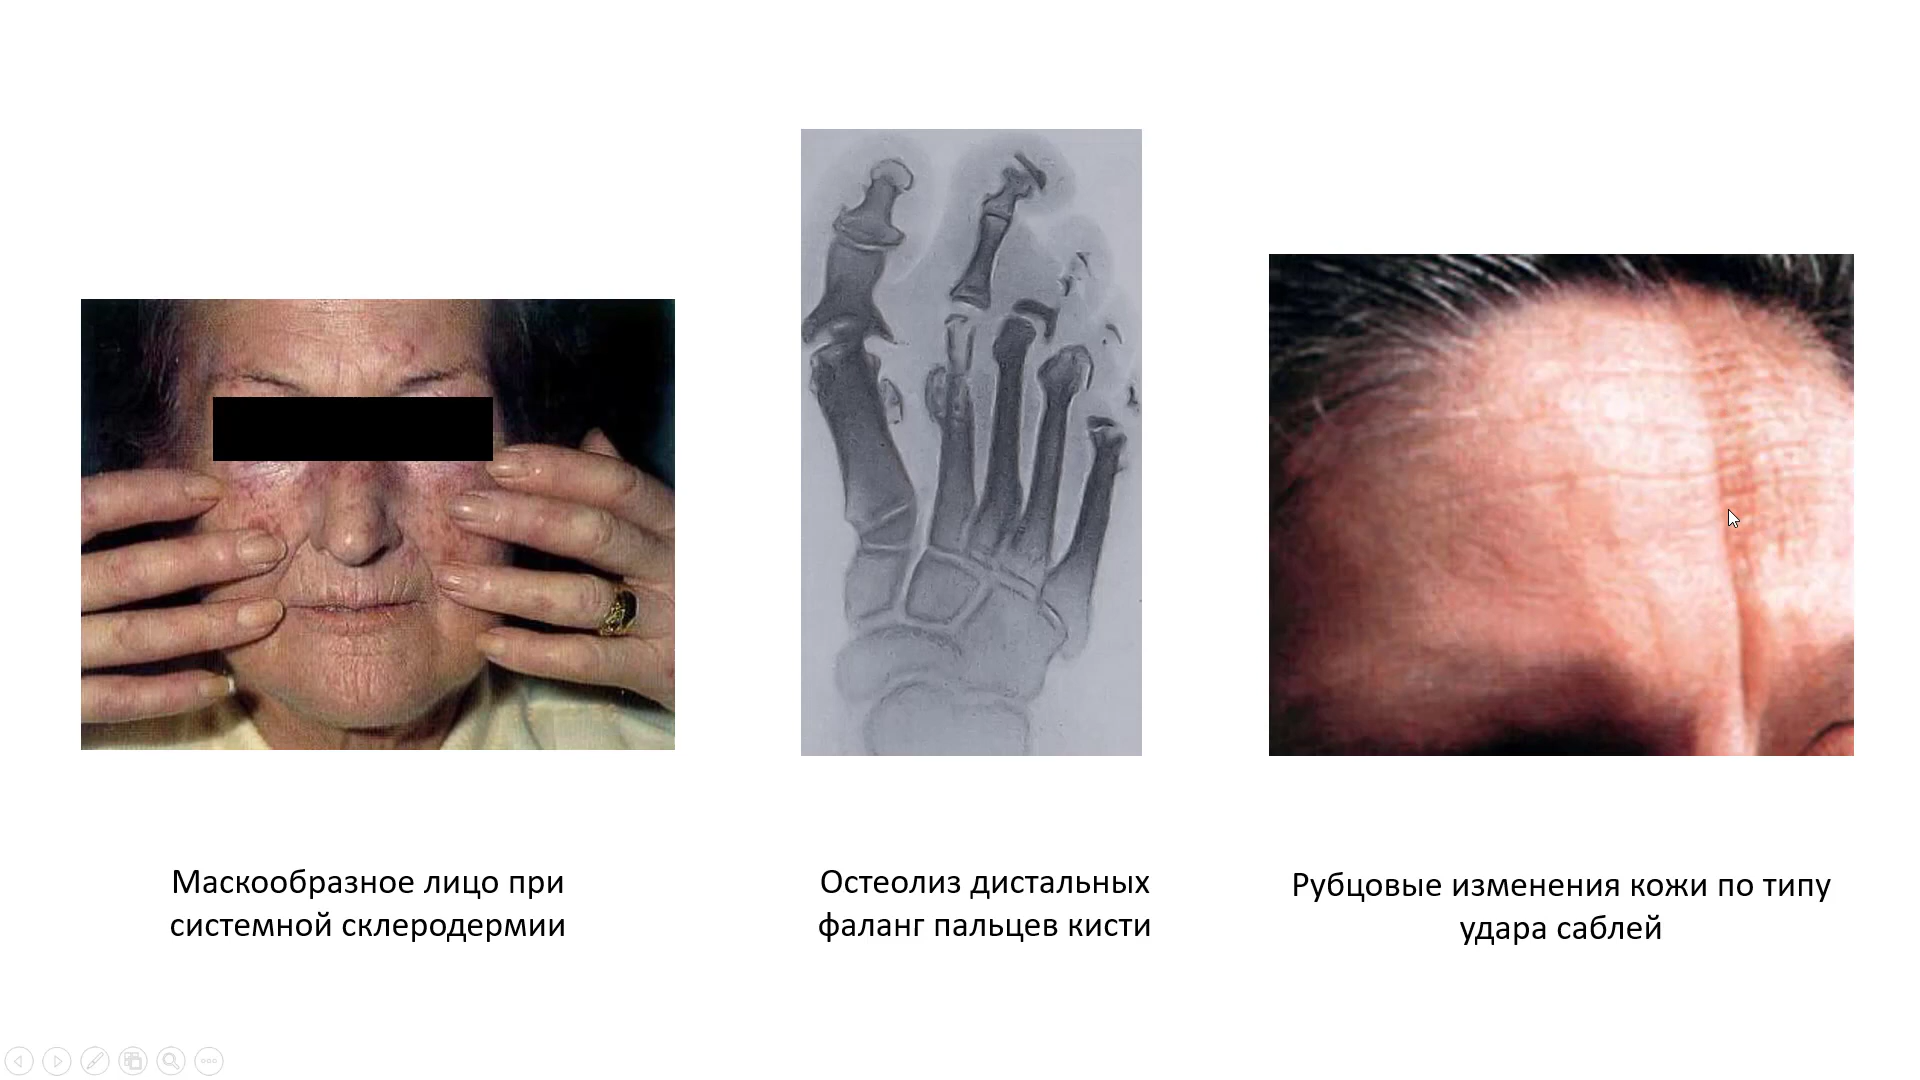 Маскообразное лицо при
системной склеродермии
Остеолиз дистальных
фаланг пальцев кисти
Рубцовые изменения кожи по типу
удара саблей